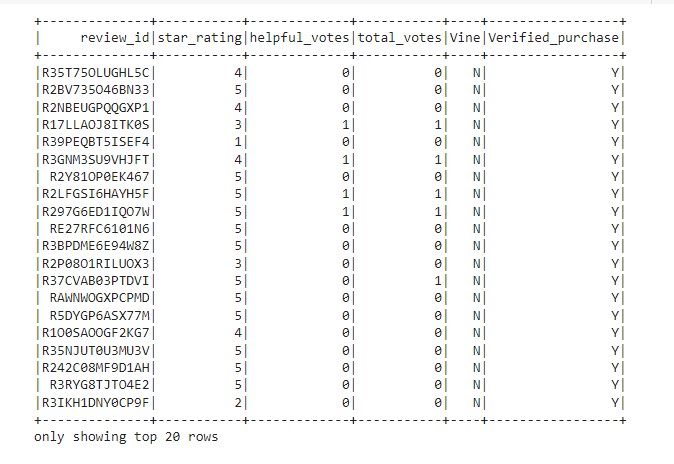 +--------------+-----------+-------------+-----------+----+-----------------+
|     review_id|star_rating|helpful_votes|total_votes|Vine|Verified_purchase|
+--------------+-----------+-------------+-----------+----+-----------------+
|R35T75OLUGHL5C|          4|            0|          0|   N|                Y|
|R2BV735O46BN33|          5|            0|          0|   N|                Y|
|R2NBEUGPQQGXP1|          4|            0|          0|   N|                Y|
|R17LLAOJ8ITK0S|          3|            1|          1|   N|                Y|
|R39PEQBT5ISEF4|          1|            0|          0|   N|                Y|
|R3GNM3SU9VHJFT|          4|            1|          1|   N|                Y|
| R2Y81OP0EK467|          5|            0|          0|   N|                Y|
|R2LFGSI6HAYH5F|          5|            1|          1|   N|                Y|
|R297G6ED1IQO7W|          5|            1|          1|   N|                Y|
| RE27RFC6101N6|          5|            0|          0|   N|                Y|
|R3BPDME6E94W8Z|          5|            0|          0|   N|                Y|
|R2P08O1RILUOX3|          3|            0|          0|   N|                Y|
|R37CVAB03PTDVI|          5|            0|          1|   N|                Y|
| RAWNWOGXPCPMD|          5|            0|          0|   N|                Y|
| R5DYGP6ASX77M|          5|            0|          0|   N|                Y|
|R1O0SAOOGF2KG7|          4|            0|          0|   N|                Y|
|R35NJUT0U3MU3V|          5|            0|          0|   N|                Y|
|R242C08MF9D1AH|          5|            0|          0|   N|                Y|
| R3RYG8TJTO4E2|          5|            0|          0|   N|                Y|
|R3IKH1DNY0CP9F|          2|            0|          0|   N|                Y|
+--------------+-----------+-------------+-----------+----+-----------------+
only showing top 20 rows